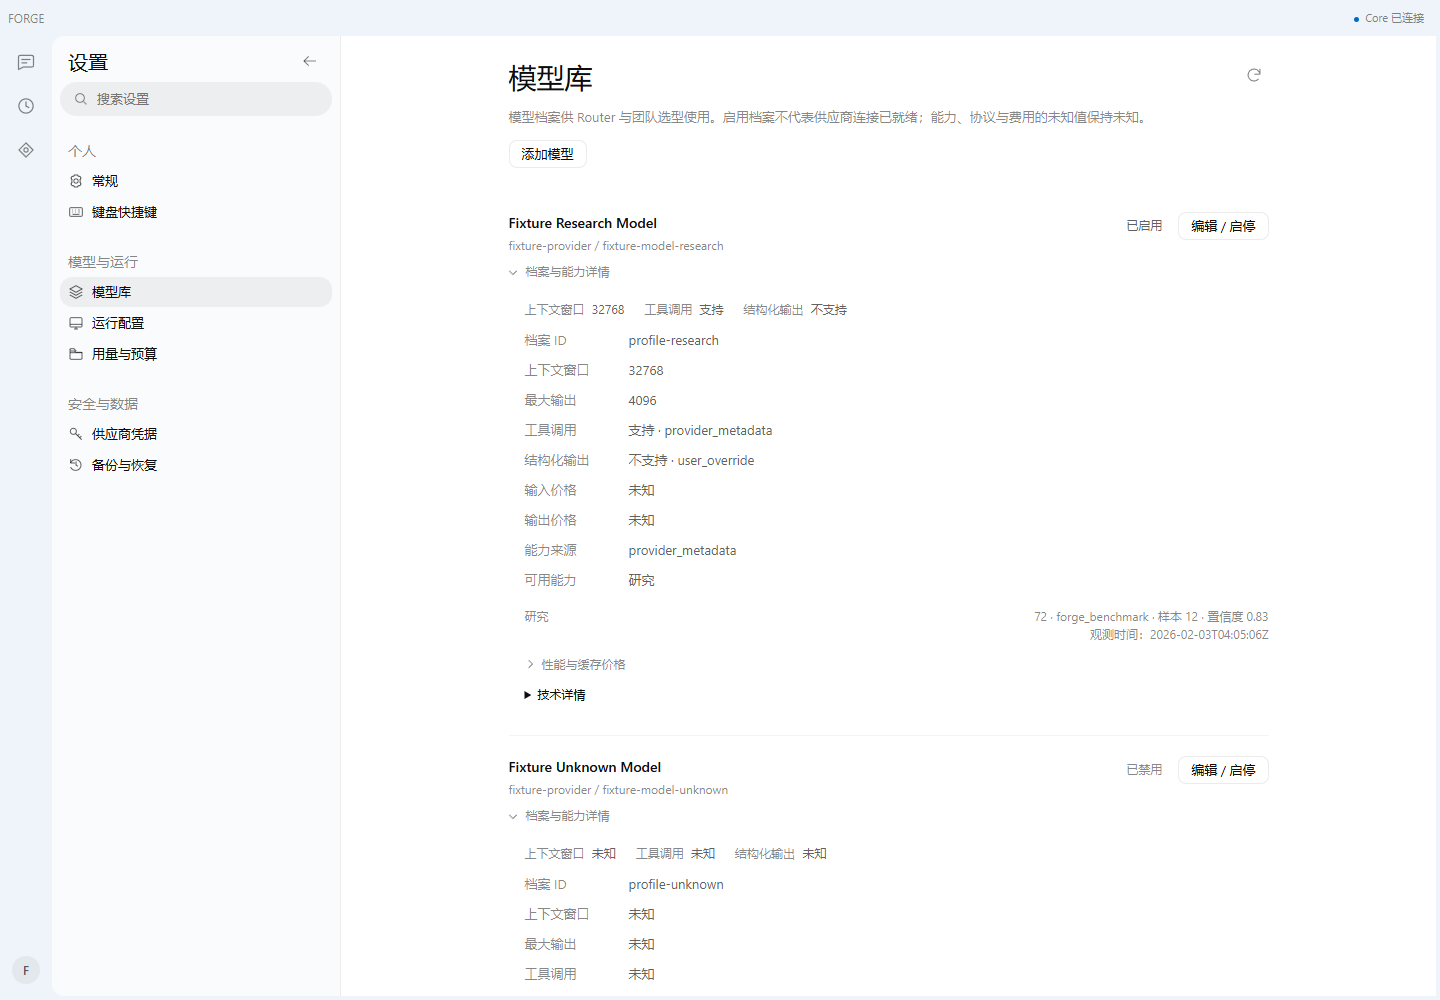 FORGE
Core 已连接
设置
搜索设置
个人
常规
键盘快捷键
模型与运行
模型库
运行配置
用量与预算
安全与数据
供应商凭据
备份与恢复
F
模型库
模型档案供 Router 与团队选型使用。启用档案不代表供应商连接已就绪；能力、协议与费用的未知值保持未知。
添加模型
Fixture Research Model
已启用
编辑 / 启停
fixture-provider / fixture-model-research
档案与能力详情
上下文窗口 32768 工具调用 支持 结构化输出 不支持
档案 ID profile-research
上下文窗口 32768
最大输出 4096
工具调用 支持 · provider_metadata
结构化输出 不支持 · user_override
输入价格 未知
输出价格 未知
能力来源 provider_metadata
可用能力 研究
研究 72 · forge_benchmark · 样本 12 · 置信度 0.83
观测时间：2026-02-03T04:05:06Z
性能与缓存价格
技术详情
Fixture Unknown Model
已禁用
编辑 / 启停
fixture-provider / fixture-model-unknown
档案与能力详情
上下文窗口 未知 工具调用 未知 结构化输出 未知
档案 ID profile-unknown
上下文窗口 未知
最大输出 未知
工具调用 未知